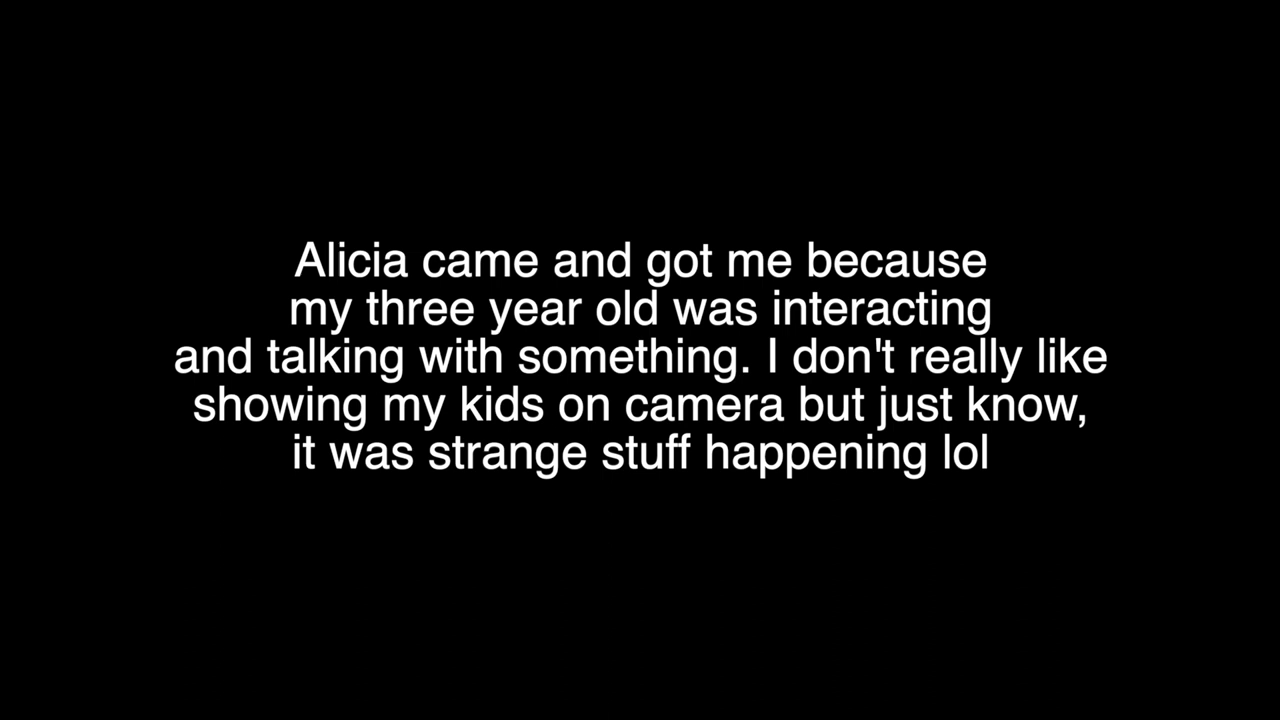 Alicia came and got me because
my three year old was interacting
and talking with something. I don't really like
showing my kids on camera but just know,
it was strange stuff happening lol